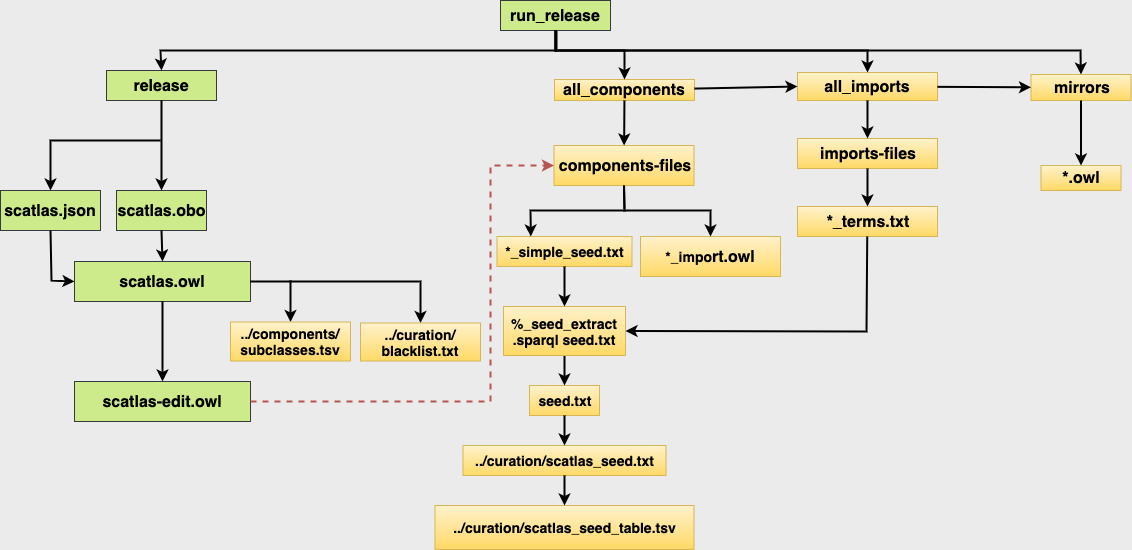 run_release
release
all_components
all_imports
mirrors
components-files
imports-files
*.owl
scatlas.json
scatlas.obo
*_terms.txt
*_simple_seed.txt
*_import.owl
scatlas.owl
%_seed_extract
.sparql seed.txt
../components/
subclasses.tsv
../curation/
blacklist.txt
scatlas-edit.owl
seed.txt
../curation/scatlas_seed.txt
../curation/scatlas_seed_table.tsv